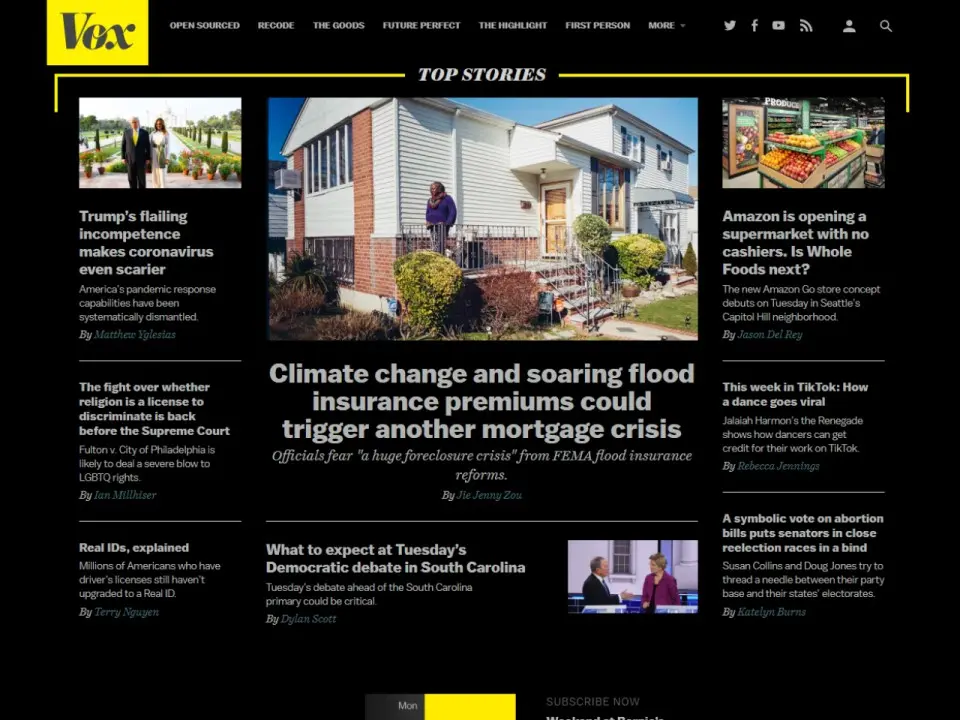 Vox
OPEN SOURCED
RECODE
THE GOODS
FUTURE PERFECT
THE HIGHLIGHT
FIRST PERSON
MORE
TOP STORIES
Trump's flailing
incompetence
makes coronavirus
even scarier
America's pandemic response
capabilities have been
systematically dismantled.
By Matthew Yglesias
The fight over whether
religion is a license to
discriminate is back
before the Supreme Court
Fulton v. City of Philadelphia is
likely to deal a severe blow to
LGBTQ rights.
By Ian Millhiser
Real IDs, explained
Millions of Americans who have
driver's licenses still haven't
upgraded to a Real ID.
By Terry Nguyen
Climate change and soaring flood
insurance premiums could
trigger another mortgage crisis
Officials fear "a huge foreclosure crisis" from FEMA flood insurance
reforms.
By Jie Jenny Zou
What to expect at Tuesday's
Democratic debate in South Carolina
Tuesday's debate ahead of the South Carolina
primary could be critical.
By Dylan Scott
PRODUCE
Amazon is opening a
supermarket with no
cashiers. Is Whole
Foods next?
The new Amazon Go store concept
debuts on Tuesday in Seattle's
Capitol Hill neighborhood.
By Jason Del Rey
This week in TikTok: How
a dance goes viral
Jalaiah Harmon's the Renegade
shows how dancers can get
credit for their work on TikTok.
By Rebecca Jennings
A symbolic vote on abortion
bills puts senators in close
reelection races in a bind
Susan Collins and Doug Jones try to
thread a needle between their party
base and their states' electorates.
By Katelyn Burns
Mon
SUBSCRIBE NOW
Weekend at Bernie's